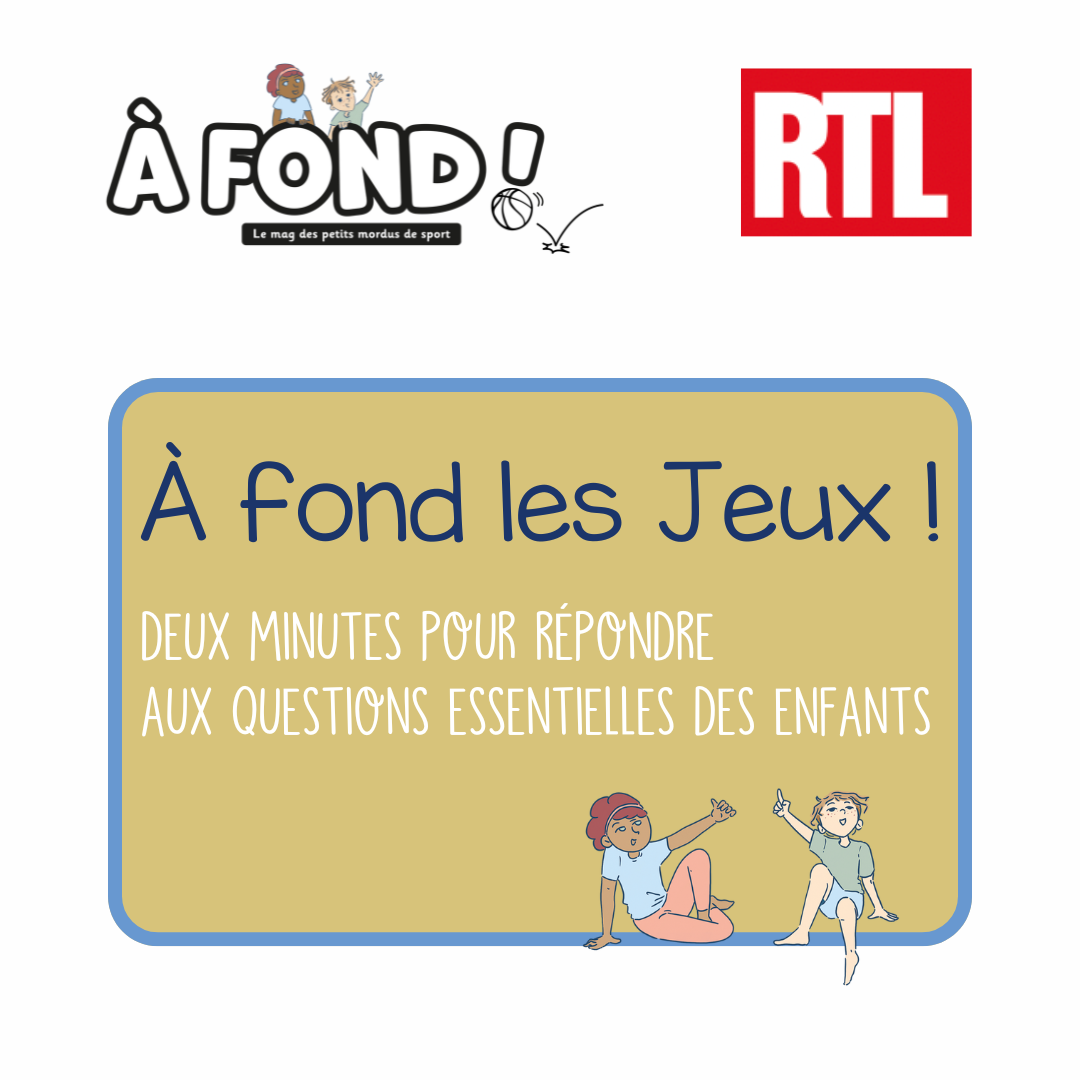 À FOND !
Le mag des petits mordus de sport
RTL
À fond les Jeux !
DEUX MINUTES POUR RÉPONDRE
AUX QUESTIONS ESSENTIELLES DES ENFANTS